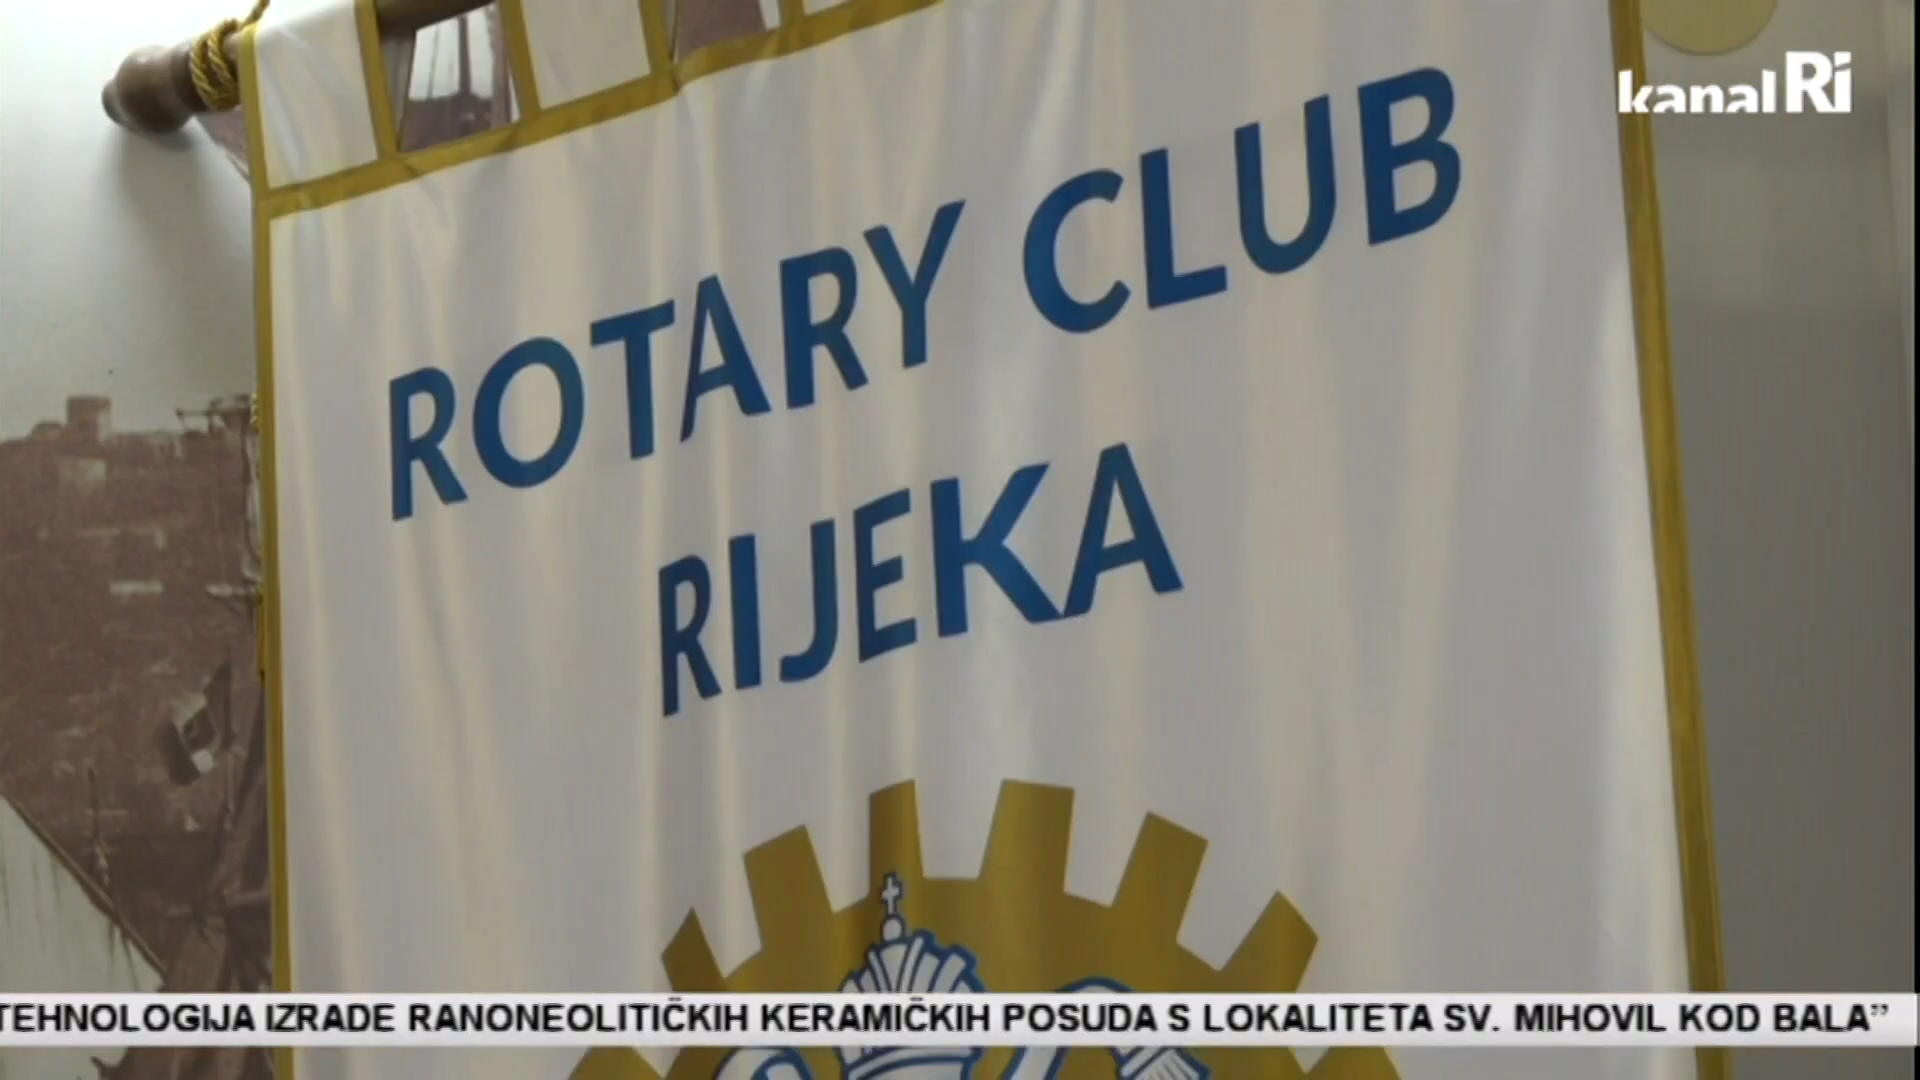 kanal Ri
ROTARY CLUB
RIJEKA
TEHNOLOGIJA IZRADE RANONEOLITIČKIH KERAMIČKIH POSUDA S LOKALITETA SV. MIHOVIL KOD BALA”